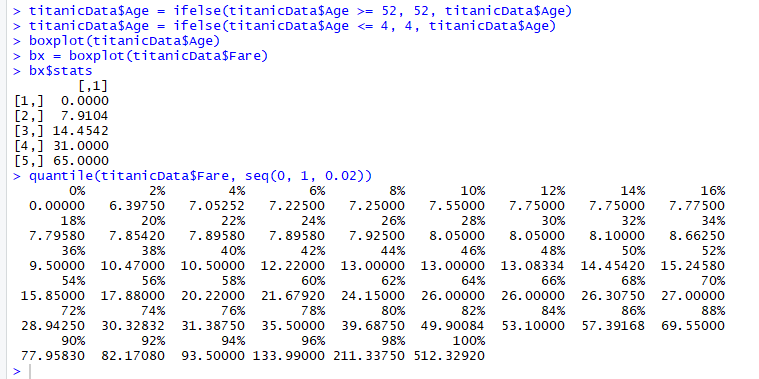 > titanicData$Age = ifelse(titanicData$Age >= 52, 52, titanicData$Age)
> titanicData$Age = ifelse(titanicData$Age <= 4, 4, titanicData$Age)
> boxplot(titanicData$Age)
> bx = boxplot(titanicData$Fare)
> bx$stats
        [,1]
[1,]  0.0000
[2,]  7.9104
[3,] 14.4542
[4,] 31.0000
[5,] 65.0000
> quantile(titanicData$Fare, seq(0, 1, 0.02))
       0%        2%        4%        6%        8%       10%       12%       14%       16%
  0.00000   6.39750   7.05252   7.22500   7.25000   7.55000   7.75000   7.75000   7.77500
      18%       20%       22%       24%       26%       28%       30%       32%       34%
  7.79580   7.85420   7.89580   7.89580   7.92500   8.05000   8.05000   8.10000   8.66250
      36%       38%       40%       42%       44%       46%       48%       50%       52%
  9.50000  10.47000  10.50000  12.22000  13.00000  13.00000  13.08334  14.45420  15.24580
      54%       56%       58%       60%       62%       64%       66%       68%       70%
 15.85000  17.88000  20.22000  21.67920  24.15000  26.00000  26.00000  26.30750  27.00000
      72%       74%       76%       78%       80%       82%       84%       86%       88%
 28.94250  30.32832  31.38750  35.50000  39.68750  49.90084  53.10000  57.39168  69.55000
      90%       92%       94%       96%       98%      100%
 77.95830  82.17080  93.50000 133.99000 211.33750 512.32920
>